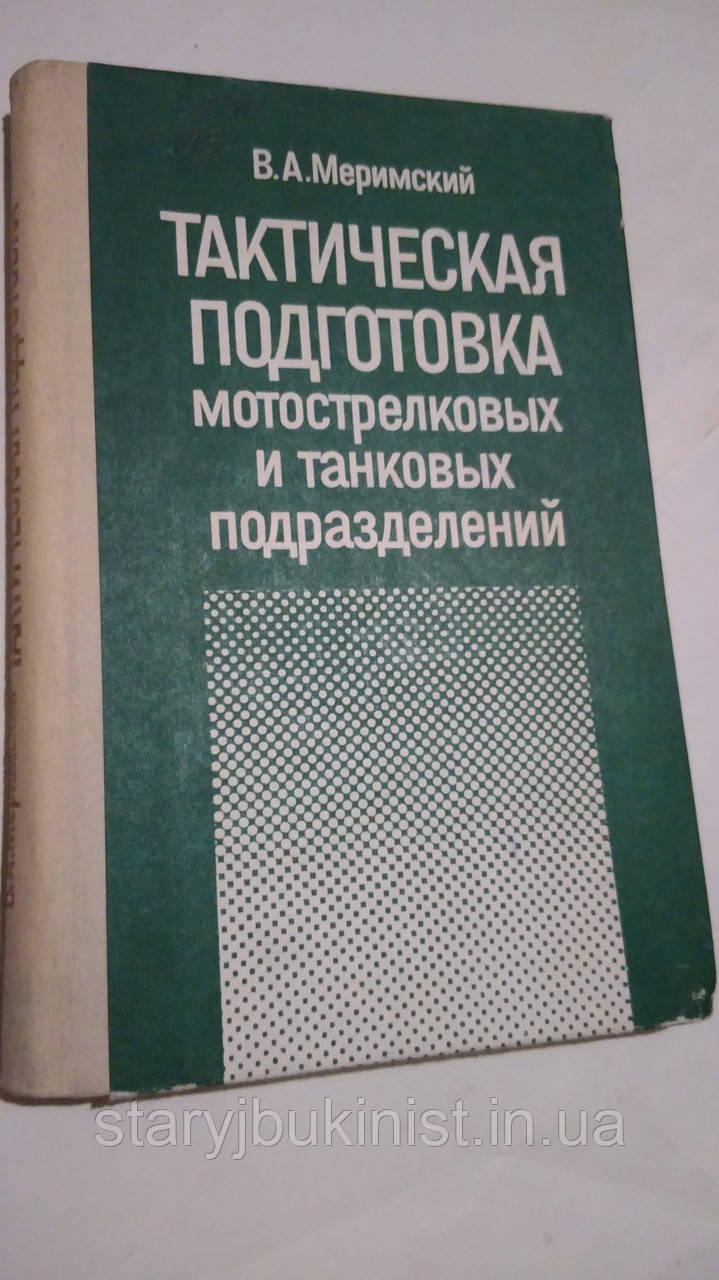 В.А.Меримский
ТАКТИЧЕСКАЯ
ПОДГОТОВКА
мотострелковых
и танковых
подразделений
staryjbukinist.in.ua